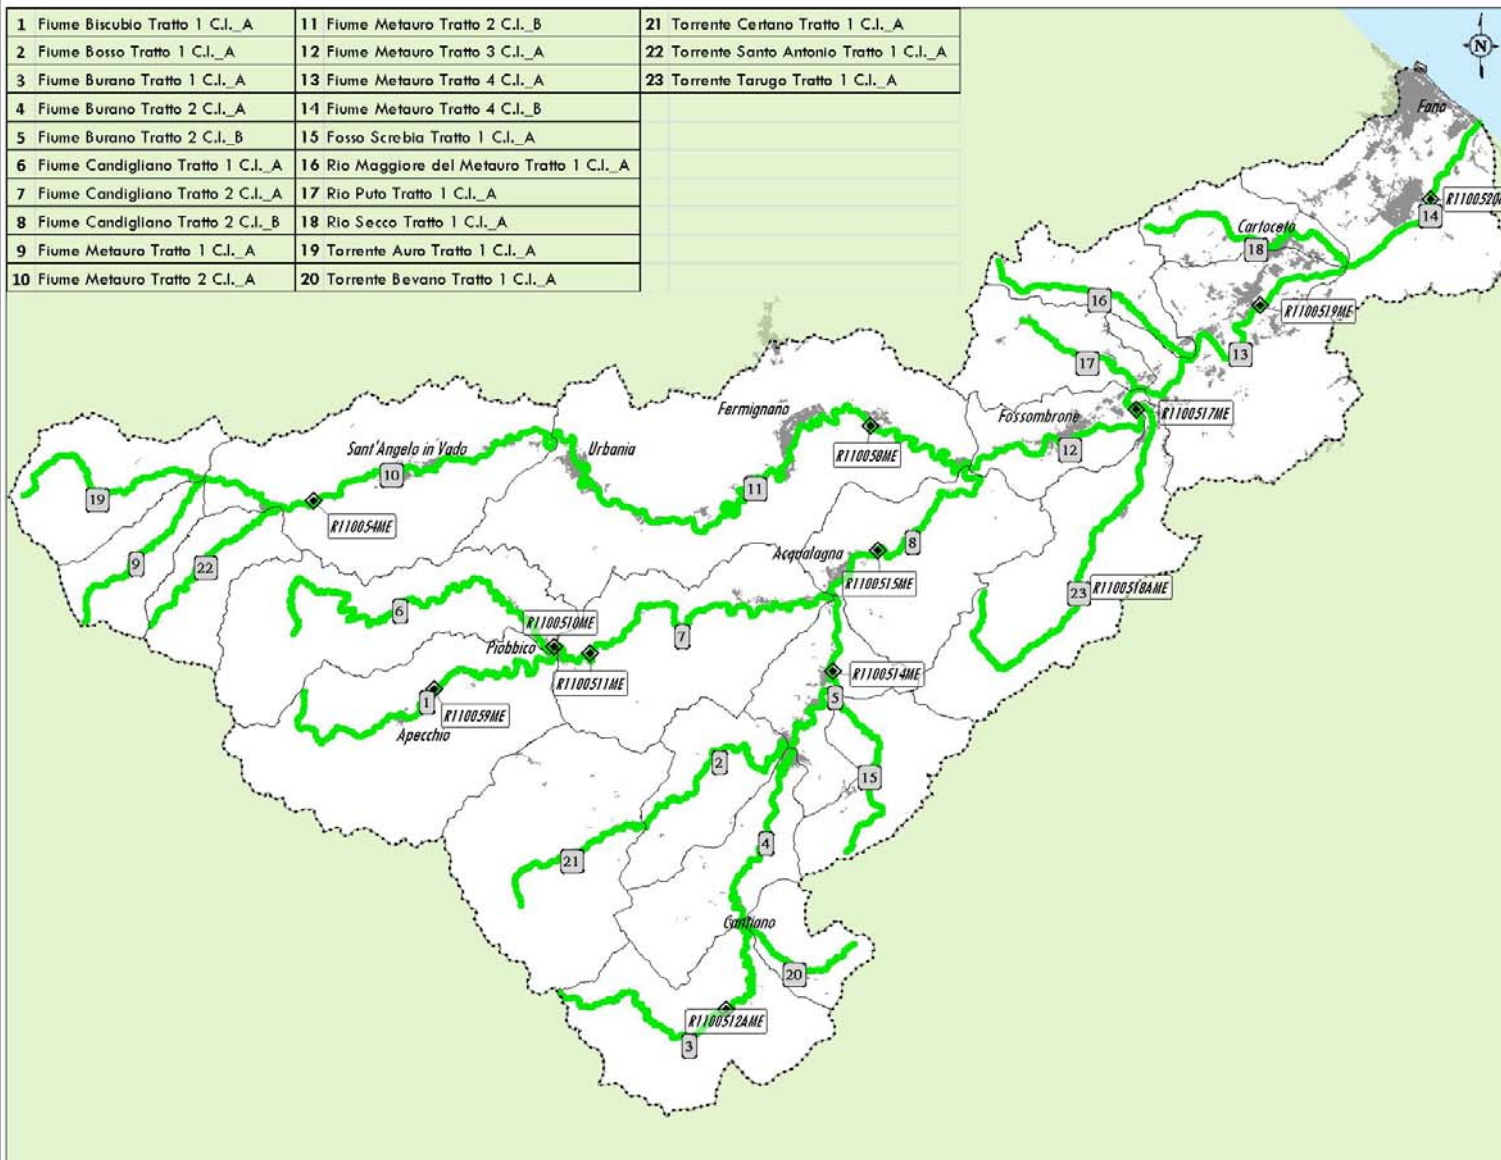 1 Fiume Biscubio Tratto 1 C.I._A
2 Fiume Bosso Tratto 1 C.I._A
3 Fiume Burano Tratto 1 C.I._A
4 Fiume Burano Tratto 2 C.I._A
5 Fiume Burano Tratto 2 C.I._B
6 Fiume Candigliano Tratto 1 C.I._A
7 Fiume Candigliano Tratto 2 C.I._A
8 Fiume Candigliano Tratto 2 C.I._B
9 Fiume Metauro Tratto 1 C.I._A
10 Fiume Metauro Tratto 2 C.I._A
11 Fiume Metauro Tratto 2 C.I._B
12 Fiume Metauro Tratto 3 C.I._A
13 Fiume Metauro Tratto 4 C.I._A
14 Fiume Metauro Tratto 4 C.I._B
15 Fosso Screbia Tratto 1 C.I._A
16 Rio Maggiore del Metauro Tratto 1 C.I._A
17 Rio Puto Tratto 1 C.I._A
18 Rio Secco Tratto 1 C.I._A
19 Torrente Auro Tratto 1 C.I._A
20 Torrente Bevano Tratto 1 C.I._A
21 Torrente Certano Tratto 1 C.I._A
22 Torrente Santo Antonio Tratto 1 C.I._A
23 Torrente Tarugo Tratto 1 C.I._A
N
Fano
R1100520
14
Cartoceto
18
16
R1100519ME
13
17
Fermignano
Fossombrone
R1100517ME
12
R110058ME
Sant'Angelo in Vado
Urbania
10
11
19
R110054ME
8
Acqualagna
9
22
R1100515ME
23
R1100518AME
6
R1100510ME
7
Piobbico
R1100511ME
R1100514ME
1
5
R110059ME
Apecchio
2
15
4
21
Cantiano
20
R1100512AME
3